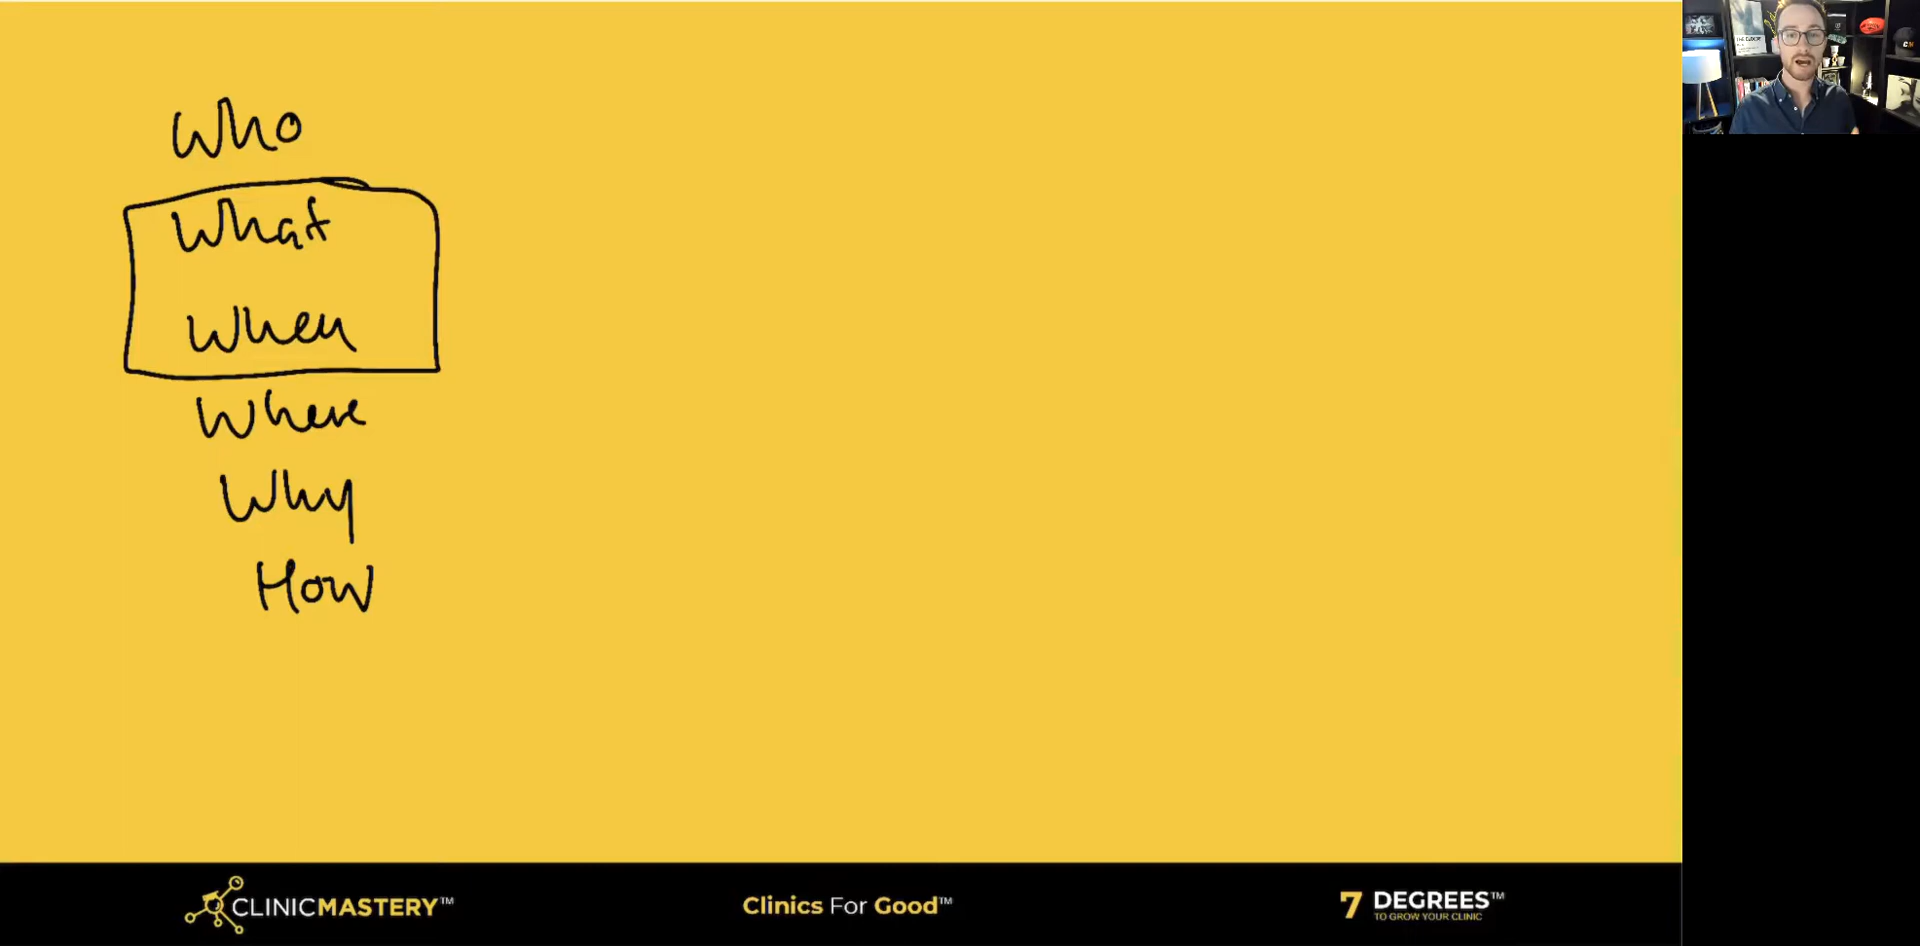 Who
What
When
Where
Why
How
CLINICMASTERY™
Clinics For Good™
7 DEGREES™
TO GROW YOUR CLINIC